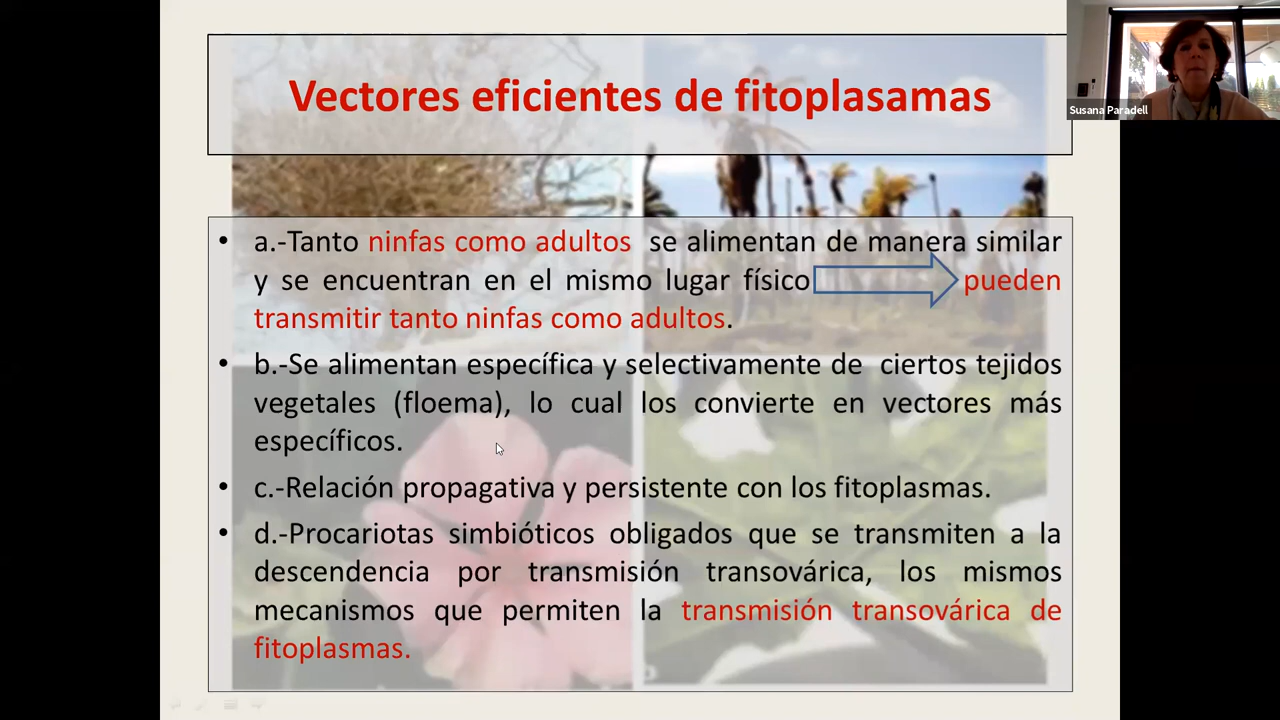 Vectores eficientes de fitoplasamas
Susana Paradell
• a.-Tanto ninfas como adultos se alimentan de manera similar
y se encuentran en el mismo lugar físico pueden
transmitir tanto ninfas como adultos.
• b.-Se alimentan específica y selectivamente de ciertos tejidos
vegetales (floema), lo cual los convierte en vectores más
específicos.
• c.-Relación propagativa y persistente con los fitoplasmas.
• d.-Procariotas simbióticos obligados que se transmiten a la
descendencia por transmisión transovárica, los mismos
mecanismos que permiten la transmisión transovárica de
fitoplasmas.